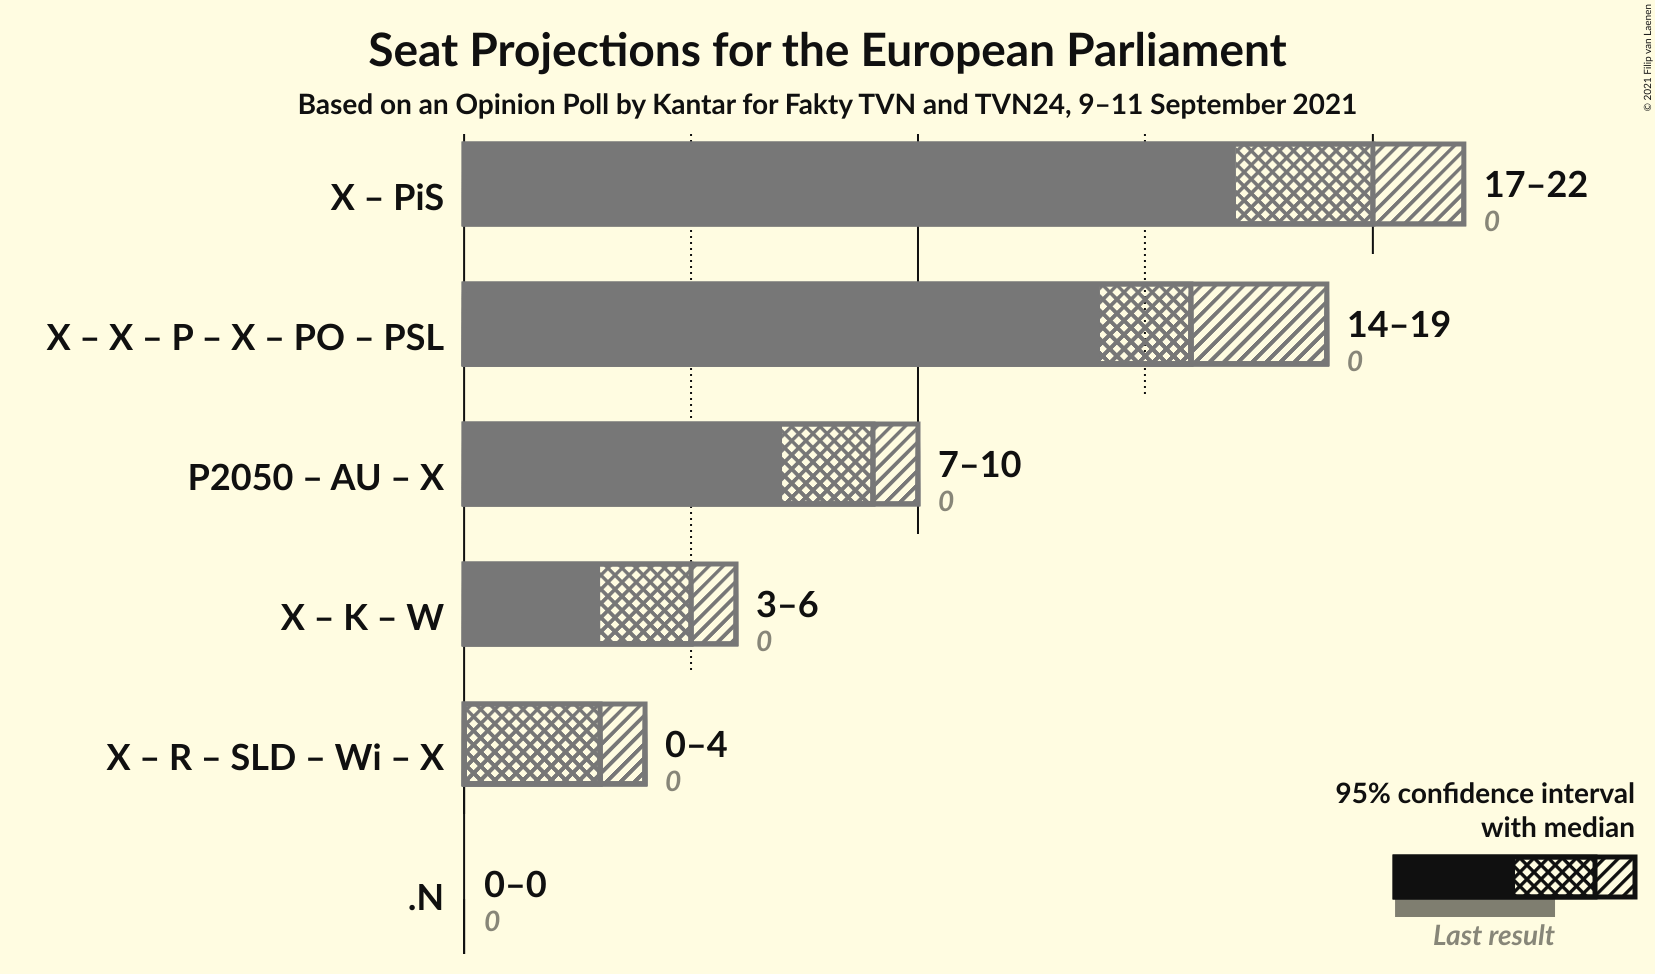 Seat Projections for the European Parliament
Based on an Opinion Poll by Kantar for Fakty TVN and TVN24, 9–11 September 2021
© 2021 Filip van Laenen
X – PiS
17–22
0
X – X – P – X – PO – PSL
14–19
0
P2050 – AU – X
7–10
0
X – K – W
3–6
0
X – R – SLD – Wi – X
0–4
0
.N
0–0
0
95% confidence interval
with median
Last result